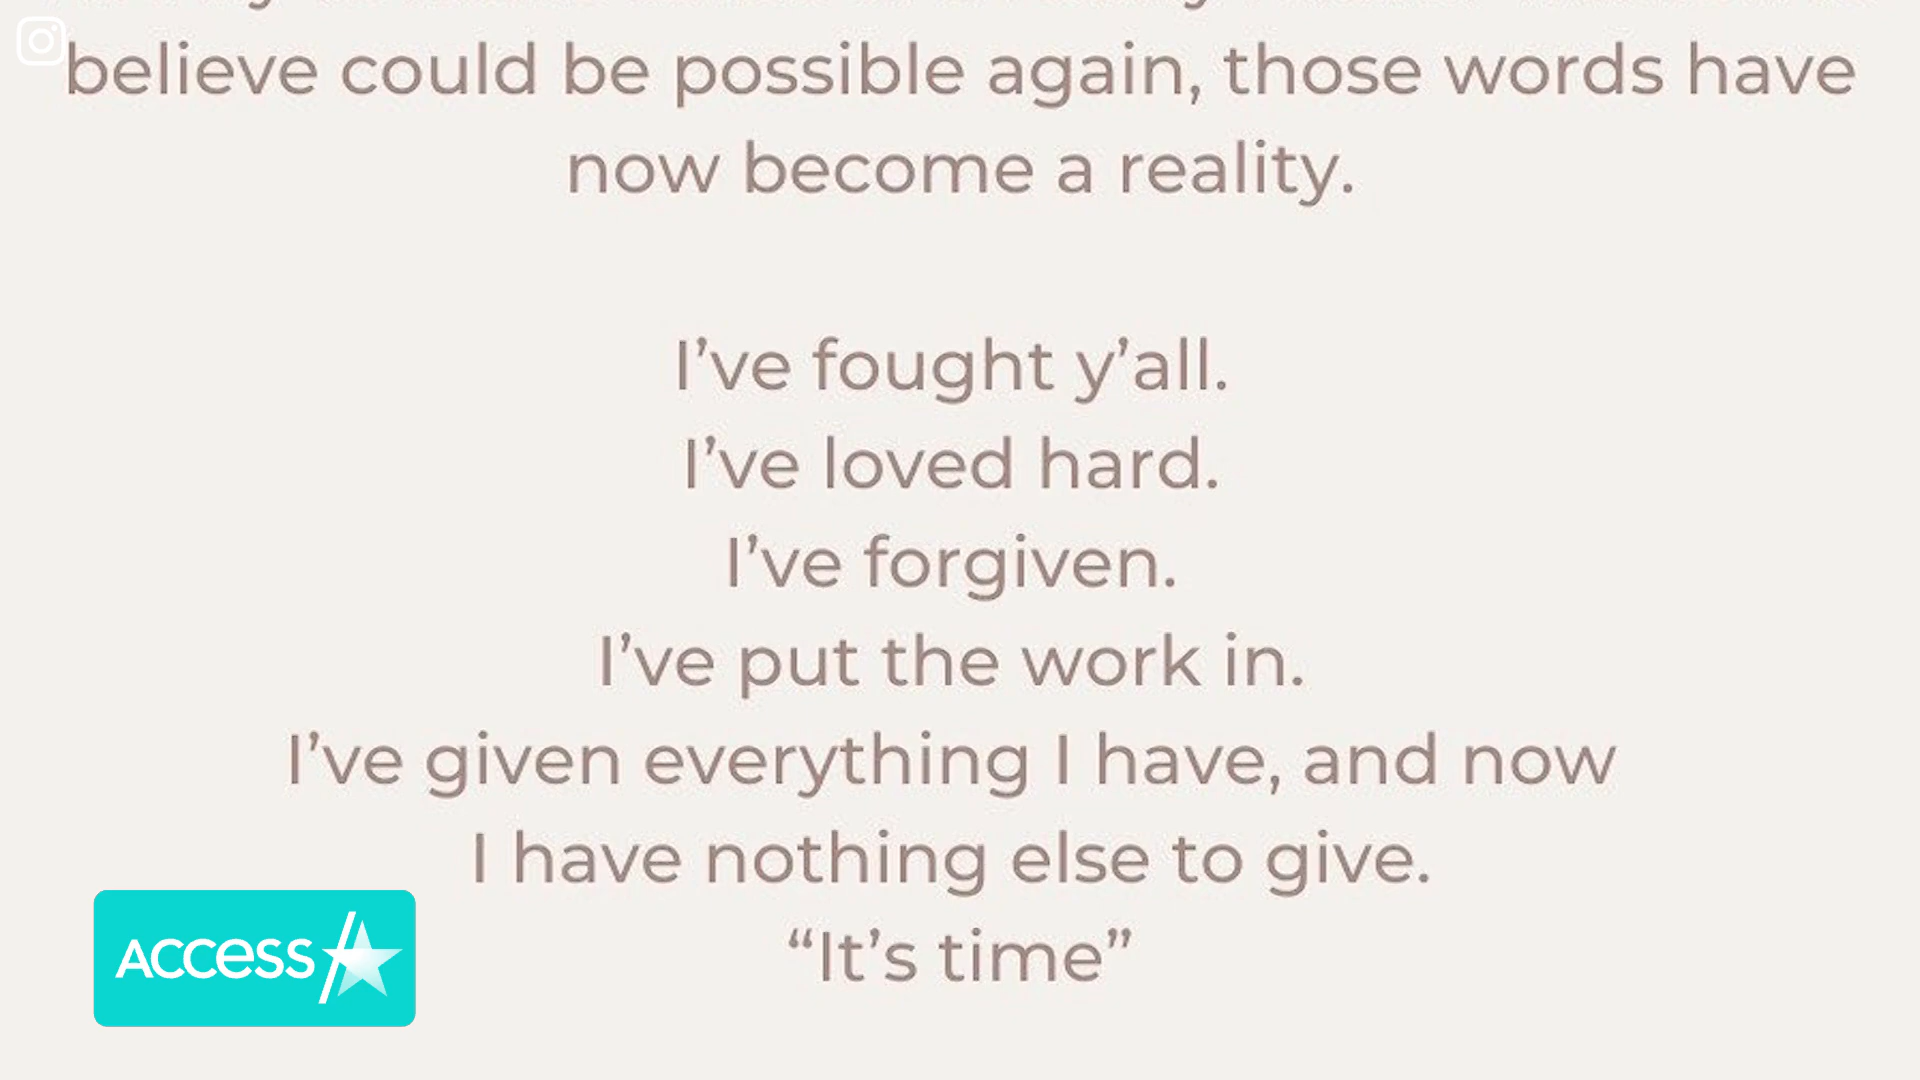 believe could be possible again, those words have
now become a reality.
I’ve fought y’all.
I’ve loved hard.
I’ve forgiven.
I’ve put the work in.
I’ve given everything I have, and now
I have nothing else to give.
“It’s time”
ACCESS